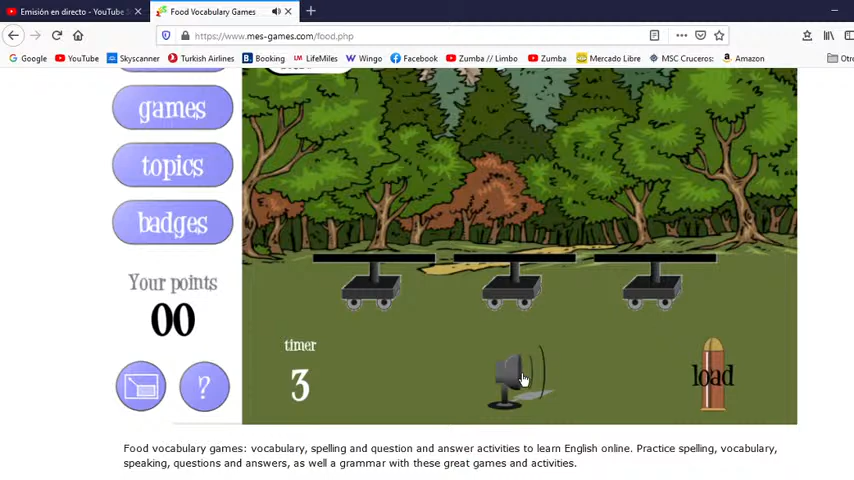 Emisión en directo - YouTube S
Food Vocabulary Games
https://www.mes-games.com/food.php
Google YouTube Skyscanner Turkish Airlines Booking LifeMiles Wingo Facebook Zumba // Limbo Zumba Mercado Libre MSC Cruceros: Amazon Otro
games
topics
badges
Your points
00
timer
3
load
?
Food vocabulary games: vocabulary, spelling and question and answer activities to learn English online. Practice spelling, vocabulary,
speaking, questions and answers, as well a grammar with these great games and activities.